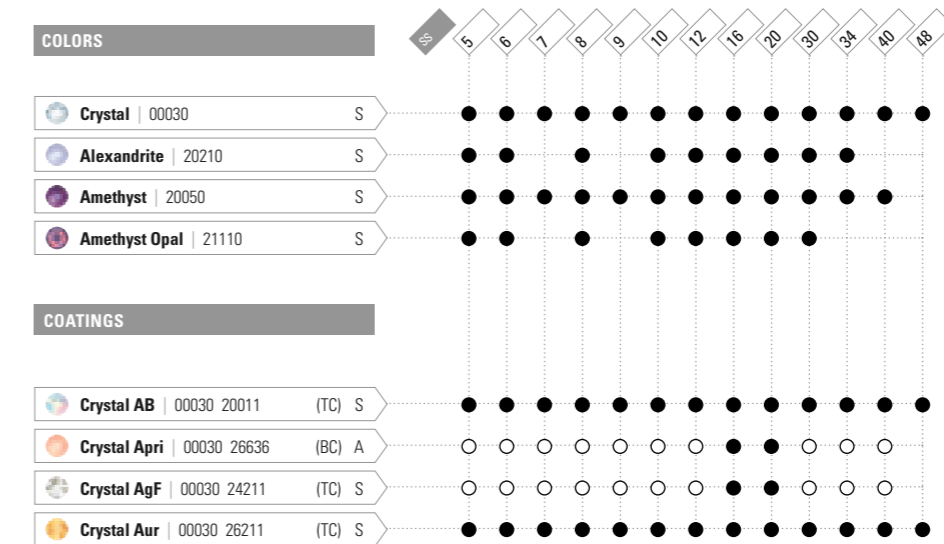 COLORS
SS 5 6 7 8 9 10 12 16 20 30 34 40 48
Crystal | 00030 S
Alexandrite | 20210 S
Amethyst | 20050 S
Amethyst Opal | 21110 S
COATINGS
Crystal AB | 00030 20011 (TC) S
Crystal Apri | 00030 26636 (BC) A
Crystal AgF | 00030 24211 (TC) S
Crystal Aur | 00030 26211 (TC) S